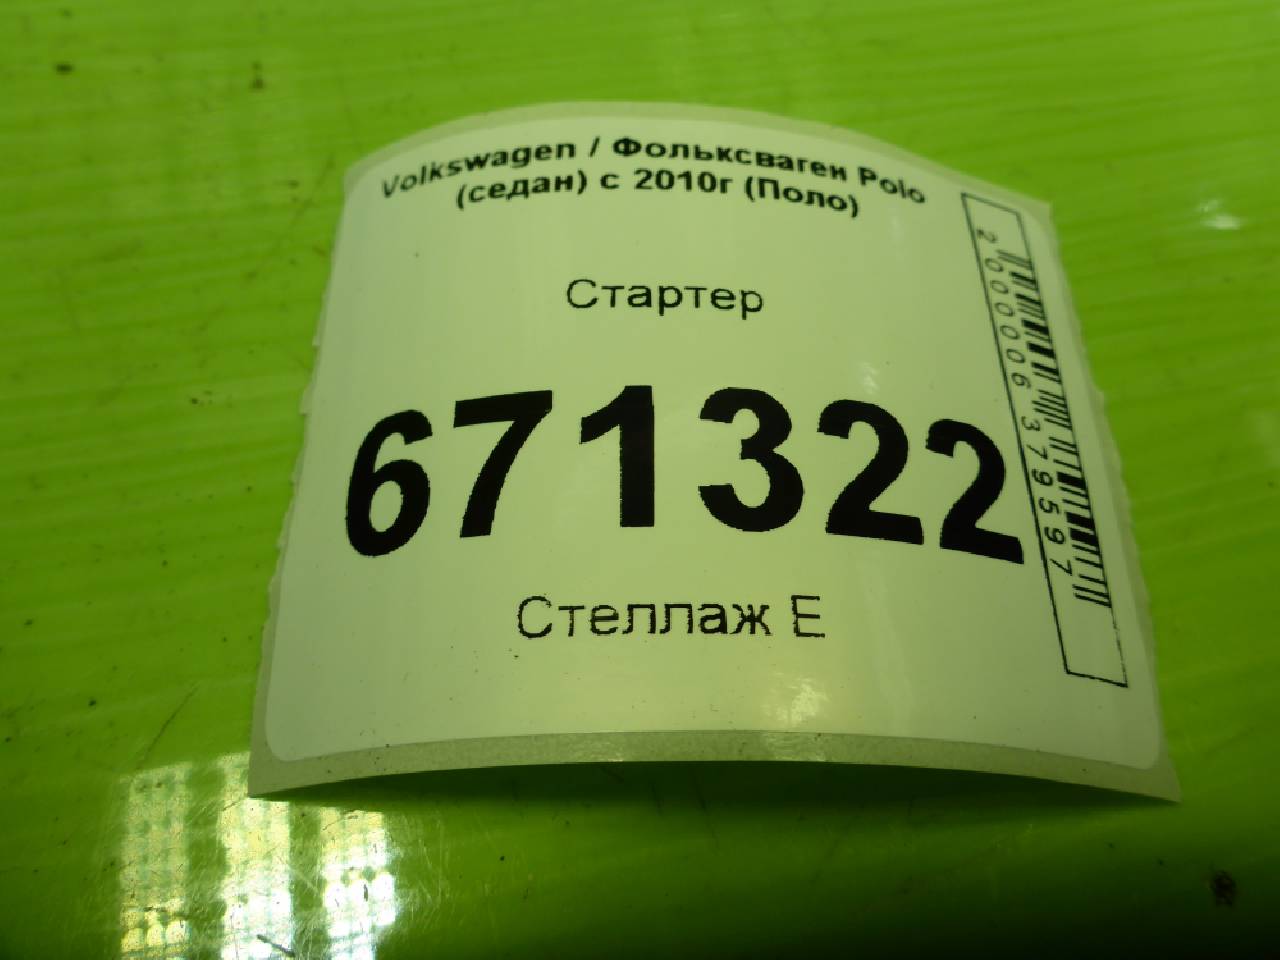 Volkswagen / Фольксваген Polo
(седан) с 2010г (Поло)
Стартер
671322
Стеллаж Е
2000006379597